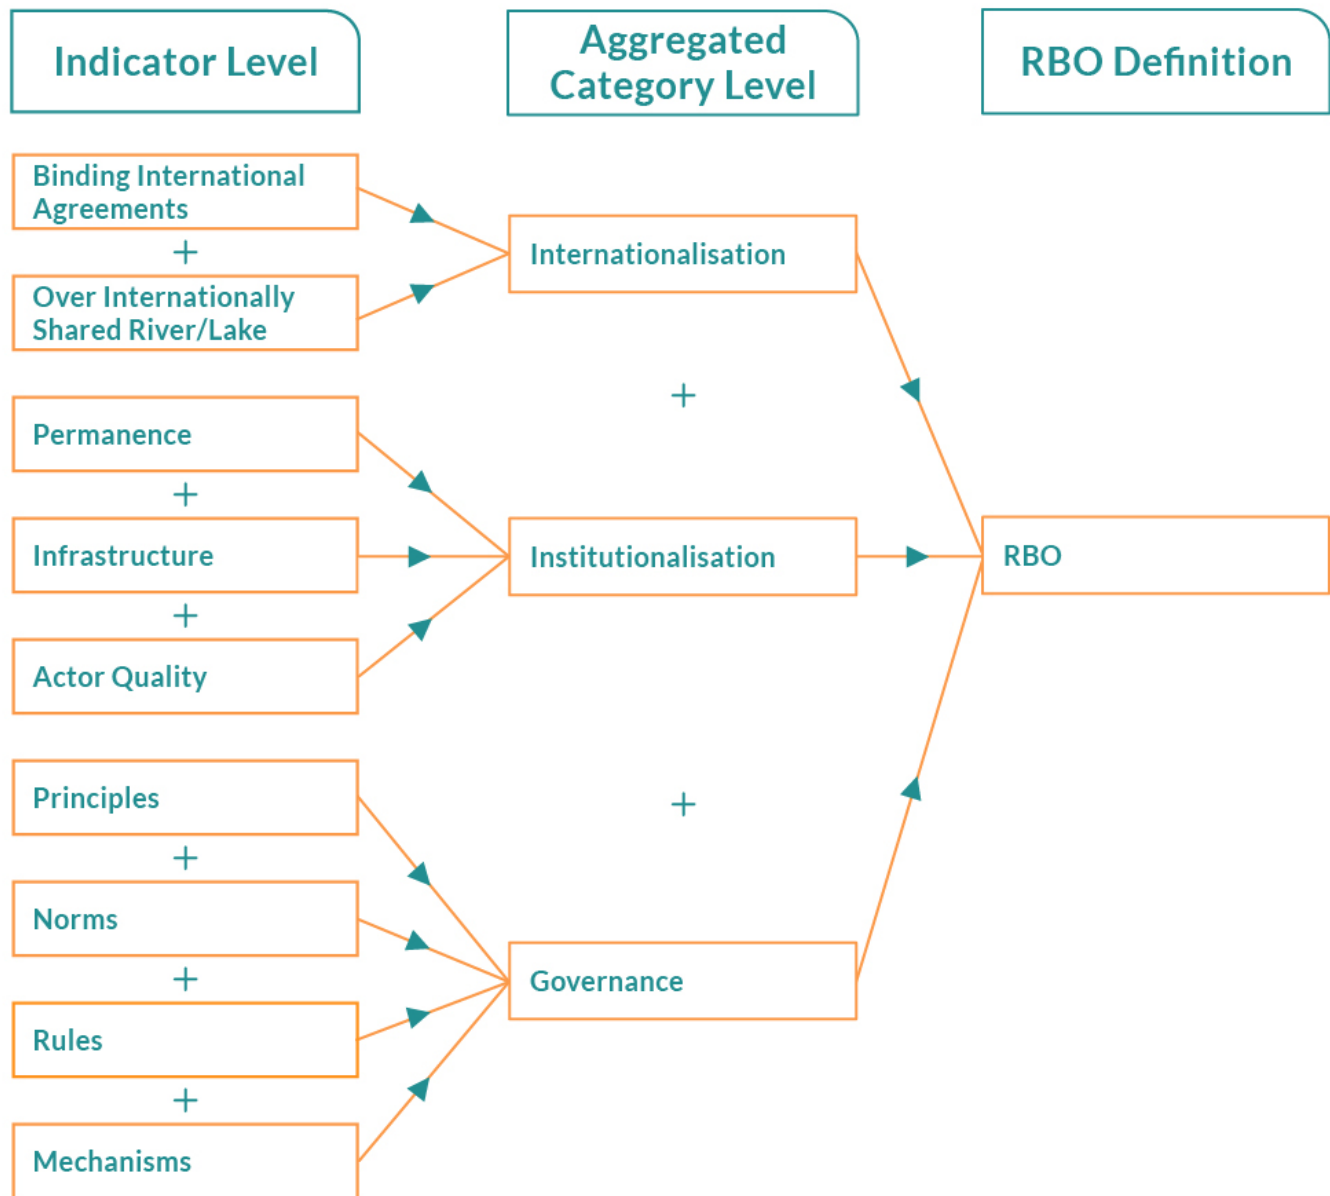 Indicator Level
Aggregated
Category Level
RBO Definition
Binding International
Agreements
+
Over Internationally
Shared River/Lake
Internationalisation
+
Permanence
+
Infrastructure
+
Actor Quality
Institutionalisation
RBO
+
Principles
+
Norms
+
Rules
+
Mechanisms
Governance